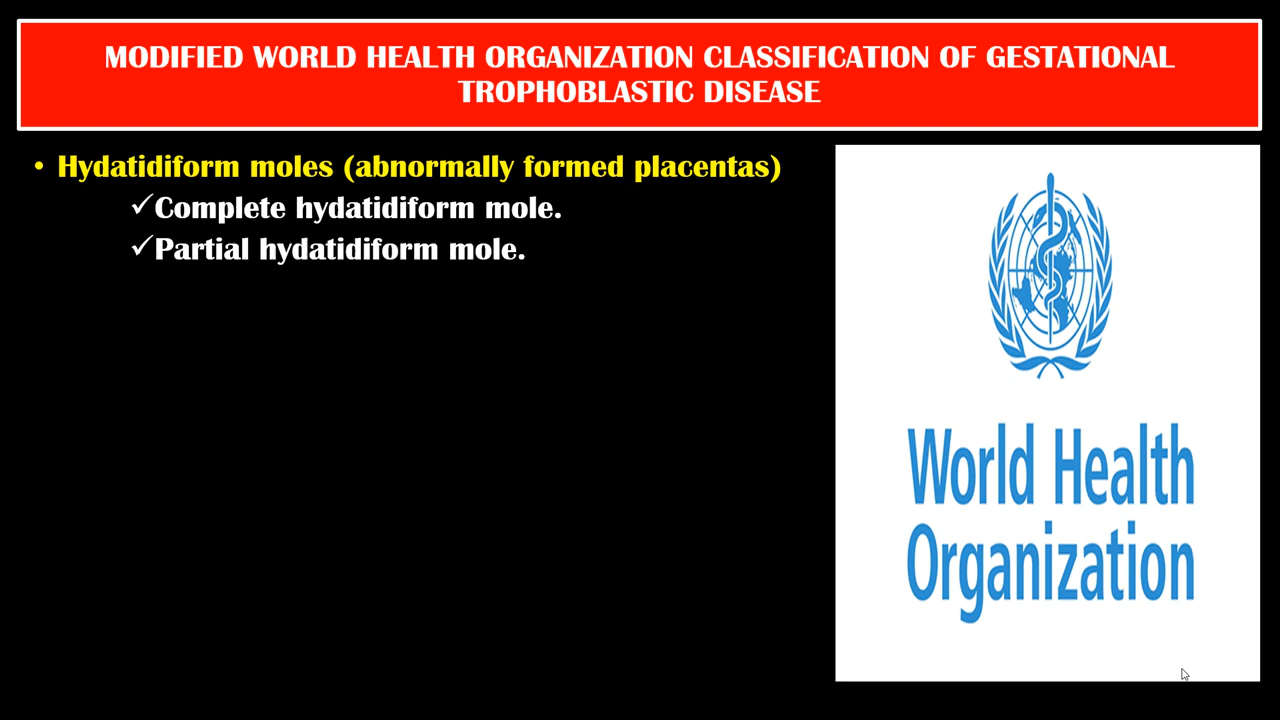 MODIFIED WORLD HEALTH ORGANIZATION CLASSIFICATION OF GESTATIONAL
TROPHOBLASTIC DISEASE
• Hydatidiform moles (abnormally formed placentas)
✓Complete hydatidiform mole.
✓Partial hydatidiform mole.
World Health
Organization